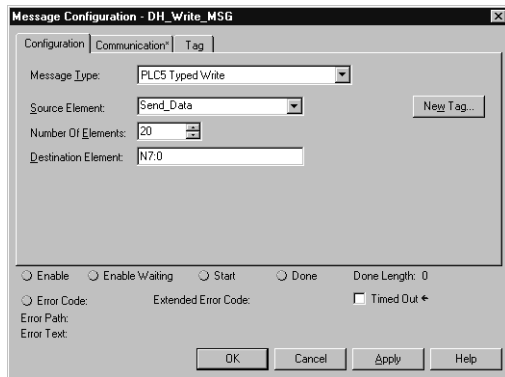 Message Configuration - DH_Write_MSG
Configuration Communication* Tag
Message Type: PLC5 Typed Write
Source Element: Send_Data New Tag...
Number Of Elements: 20
Destination Element: N7:0
Enable Enable Waiting Start Done Done Length: 0
Error Code: Extended Error Code: Timed Out
Error Path:
Error Text:
OK Cancel Apply Help